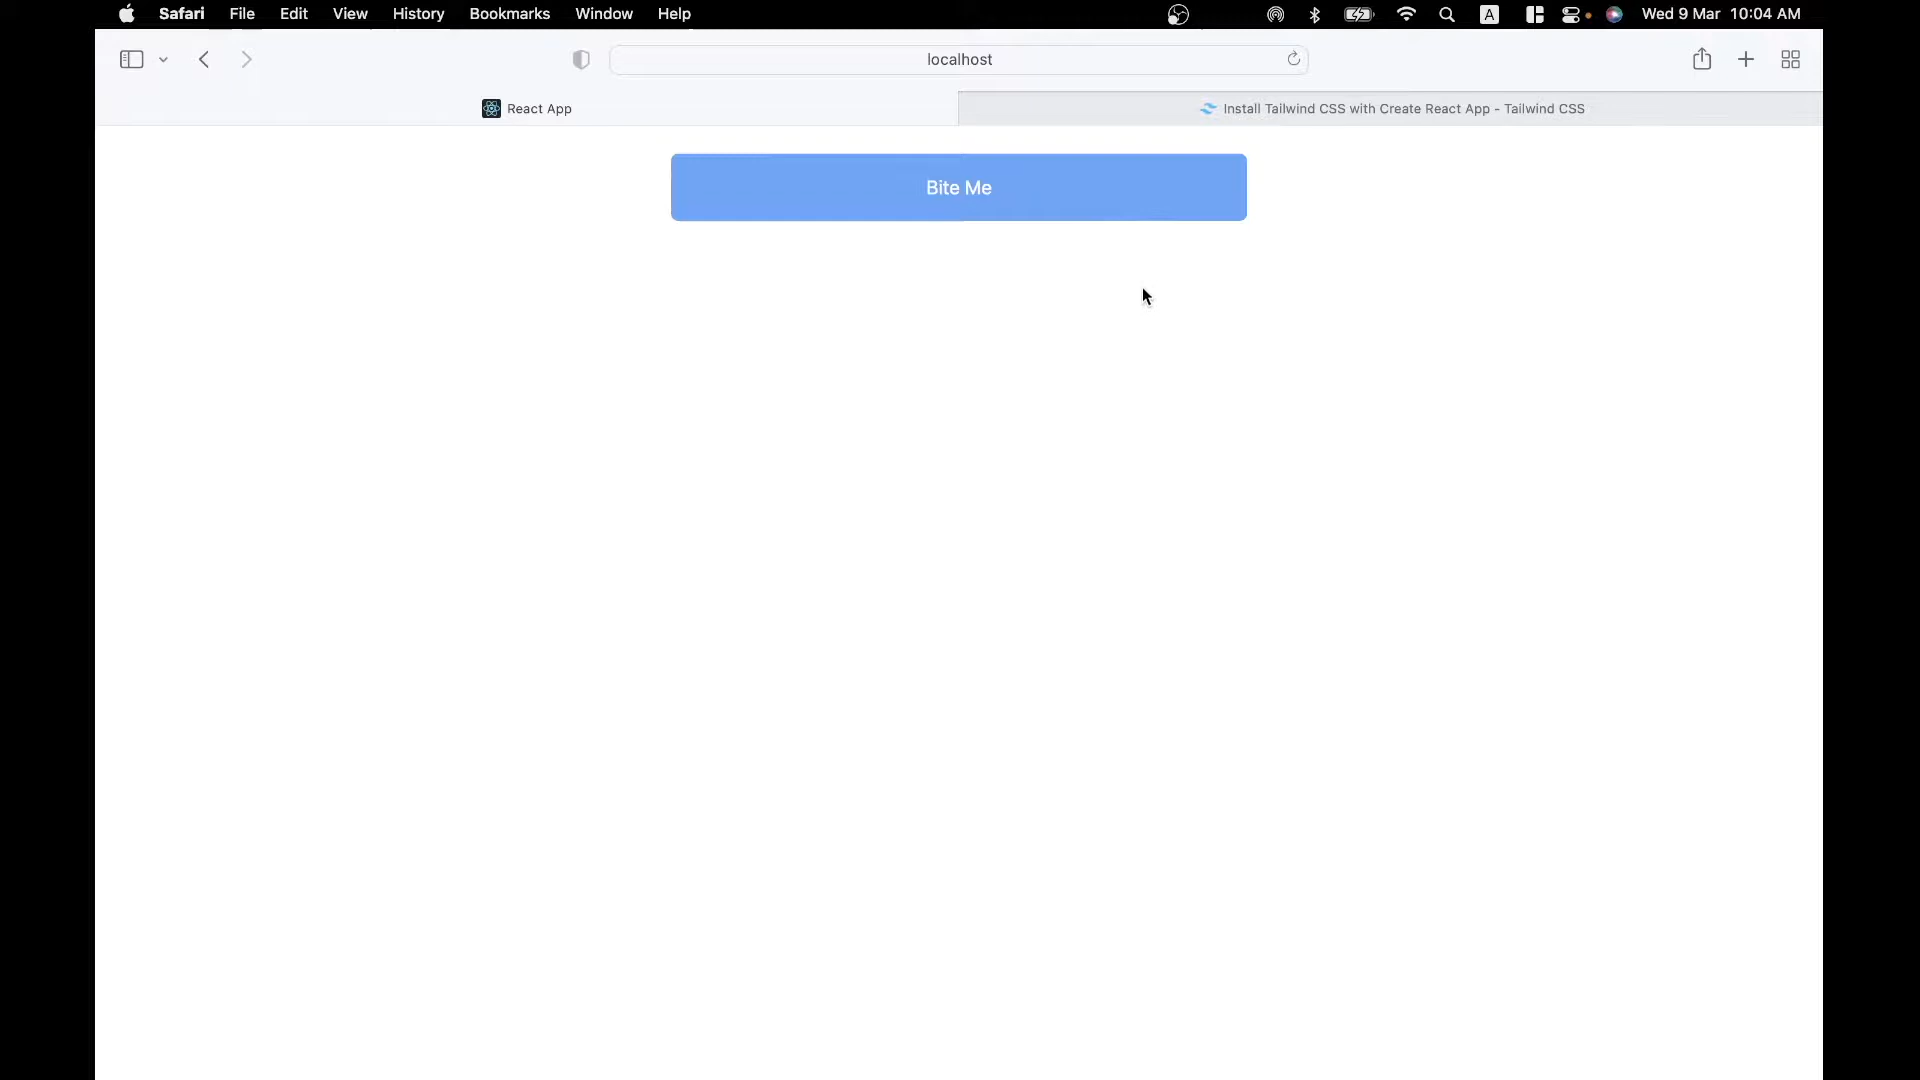 Safari File Edit View History Bookmarks Window Help A Wed 9 Mar 10:04 AM
localhost
React App Install Tailwind CSS with Create React App - Tailwind CSS
Bite Me